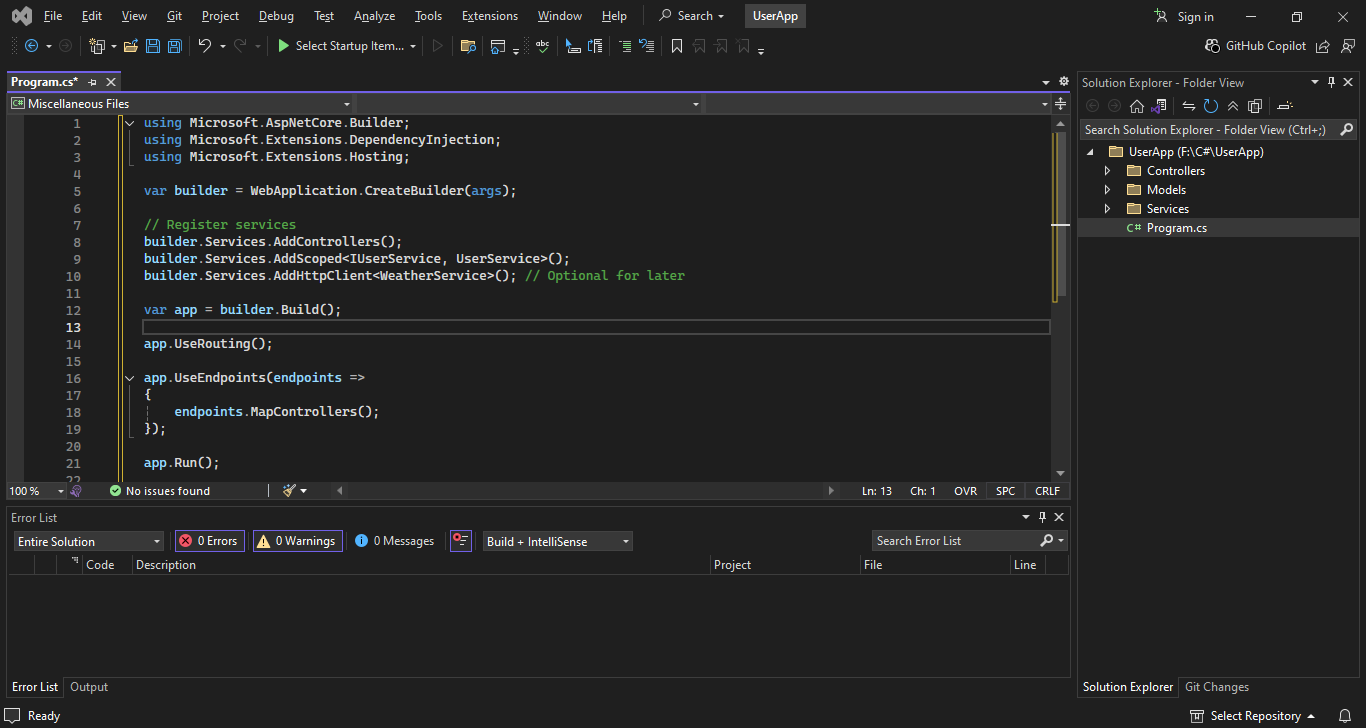 File Edit View Git Project Debug Test Analyze Tools Extensions Window Help Search UserApp Sign in
Select Startup Item... abc GitHub Copilot
Program.cs*
C# Miscellaneous Files
1 using Microsoft.AspNetCore.Builder;
2 using Microsoft.Extensions.DependencyInjection;
3 using Microsoft.Extensions.Hosting;
4
5 var builder = WebApplication.CreateBuilder(args);
6
7 // Register services
8 builder.Services.AddControllers();
9 builder.Services.AddScoped<IUserService, UserService>();
10 builder.Services.AddHttpClient<WeatherService>(); // Optional for later
11
12 var app = builder.Build();
13
14 app.UseRouting();
15
16 app.UseEndpoints(endpoints =>
17 {
18 endpoints.MapControllers();
19 });
20
21 app.Run();
22
100 % No issues found Ln: 13 Ch: 1 OVR SPC CRLF
Error List
Entire Solution 0 Errors 0 Warnings 0 Messages Build + IntelliSense Search Error List
Code Description Project File Line
Error List Output
Solution Explorer - Folder View
Search Solution Explorer - Folder View (Ctrl+;)
UserApp (F:\C#\UserApp)
Controllers
Models
Services
C# Program.cs
Solution Explorer Git Changes
Ready Select Repository